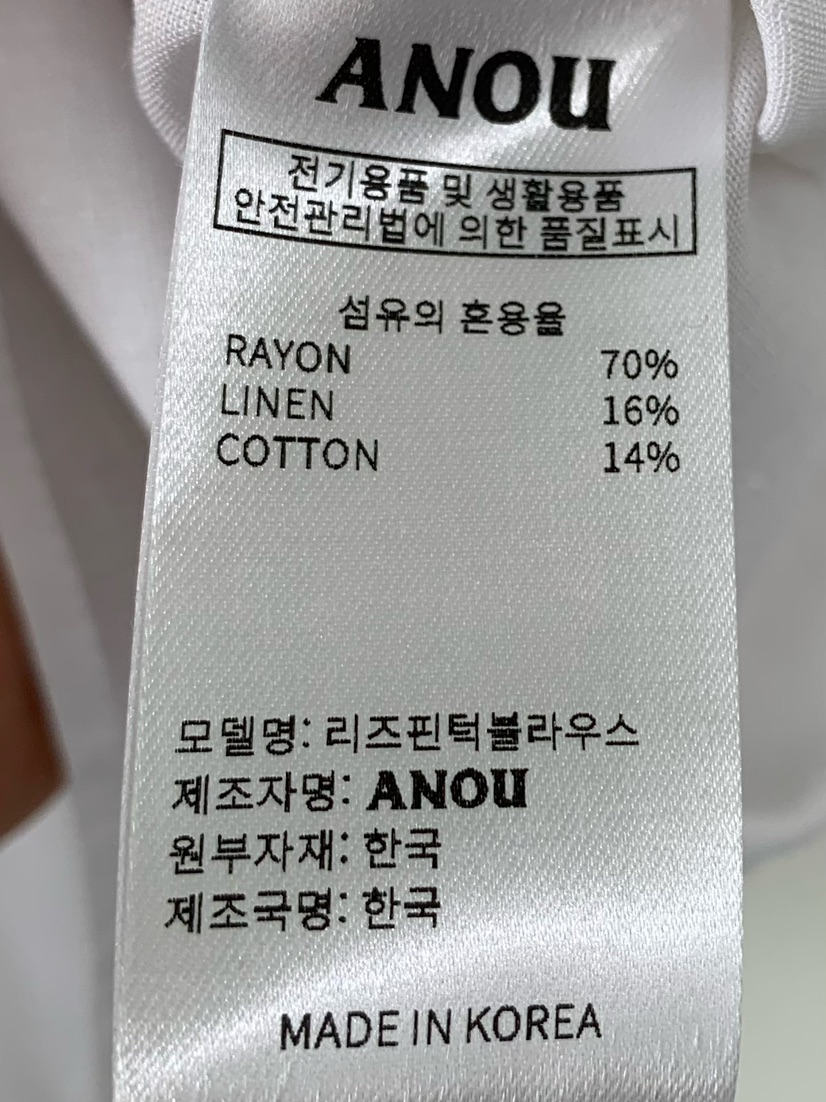 ANOU
전기용품 및 생활용품
안전관리법에 의한 품질표시
섬유의 혼용율
RAYON 70%
LINEN 16%
COTTON 14%
모델명: 리즈핀턱블라우스
제조자명: ANOU
원부자재: 한국
제조국명: 한국
MADE IN KOREA